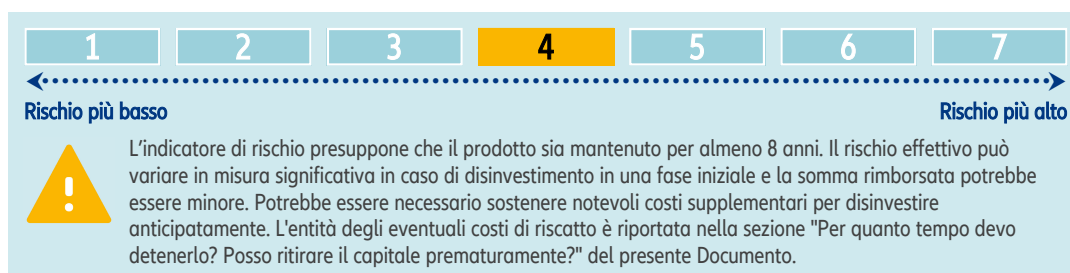 1 2 3 4 5 6 7
Rischio più basso Rischio più alto
L'indicatore di rischio presuppone che il prodotto sia mantenuto per almeno 8 anni. Il rischio effettivo può
variare in misura significativa in caso di disinvestimento in una fase iniziale e la somma rimborsata potrebbe
essere minore. Potrebbe essere necessario sostenere notevoli costi supplementari per disinvestire
anticipatamente. L'entità degli eventuali costi di riscatto è riportata nella sezione "Per quanto tempo devo
detenerlo? Posso ritirare il capitale prematuramente?" del presente Documento.